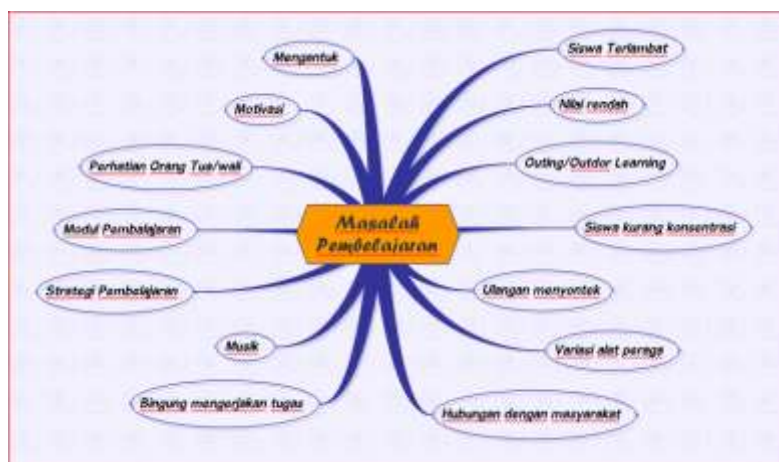 Mengantuk
Motivasi
Perhatian Orang Tua/wali
Modul Pembelajaran
Strategi Pembelajaran
Musik
Bingung mengerjakan tugas
Masalah
Pembelajaran
Siswa Terlambat
Nilai rendah
Outing/Outdor Learning
Siswa kurang konsentrasi
Ulangan menyontek
Variasi alat peraga
Hubungan dengan masyarakat